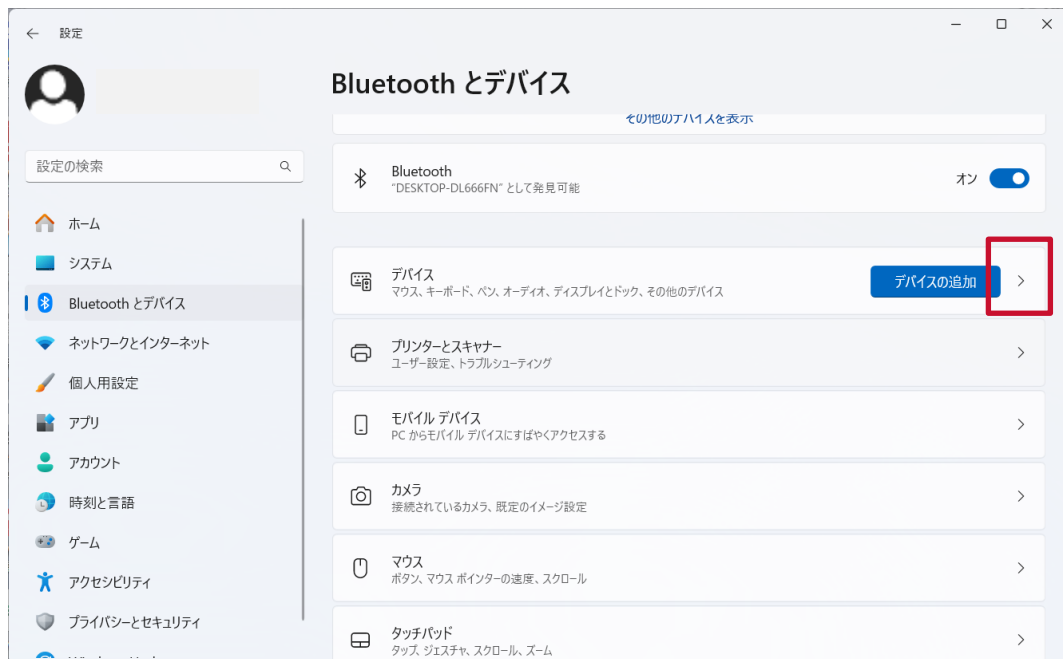 設定
Bluetooth とデバイス
その他のデバイスを表示
設定の検索
Bluetooth
"DESKTOP-DL666FN" として発見可能
オン
ホーム
システム
Bluetooth とデバイス
ネットワークとインターネット
個人用設定
アプリ
アカウント
時刻と言語
ゲーム
アクセシビリティ
プライバシーとセキュリティ
デバイス
マウス、キーボード、ペン、オーディオ、ディスプレイとドック、その他のデバイス
デバイスの追加
プリンターとスキャナー
ユーザー設定、トラブルシューティング
モバイル デバイス
PC からモバイル デバイスにすばやくアクセスする
カメラ
接続されているカメラ、既定のイメージ設定
マウス
ボタン、マウス ポインターの速度、スクロール
タッチパッド
タップ、ジェスチャ、スクロール、ズーム